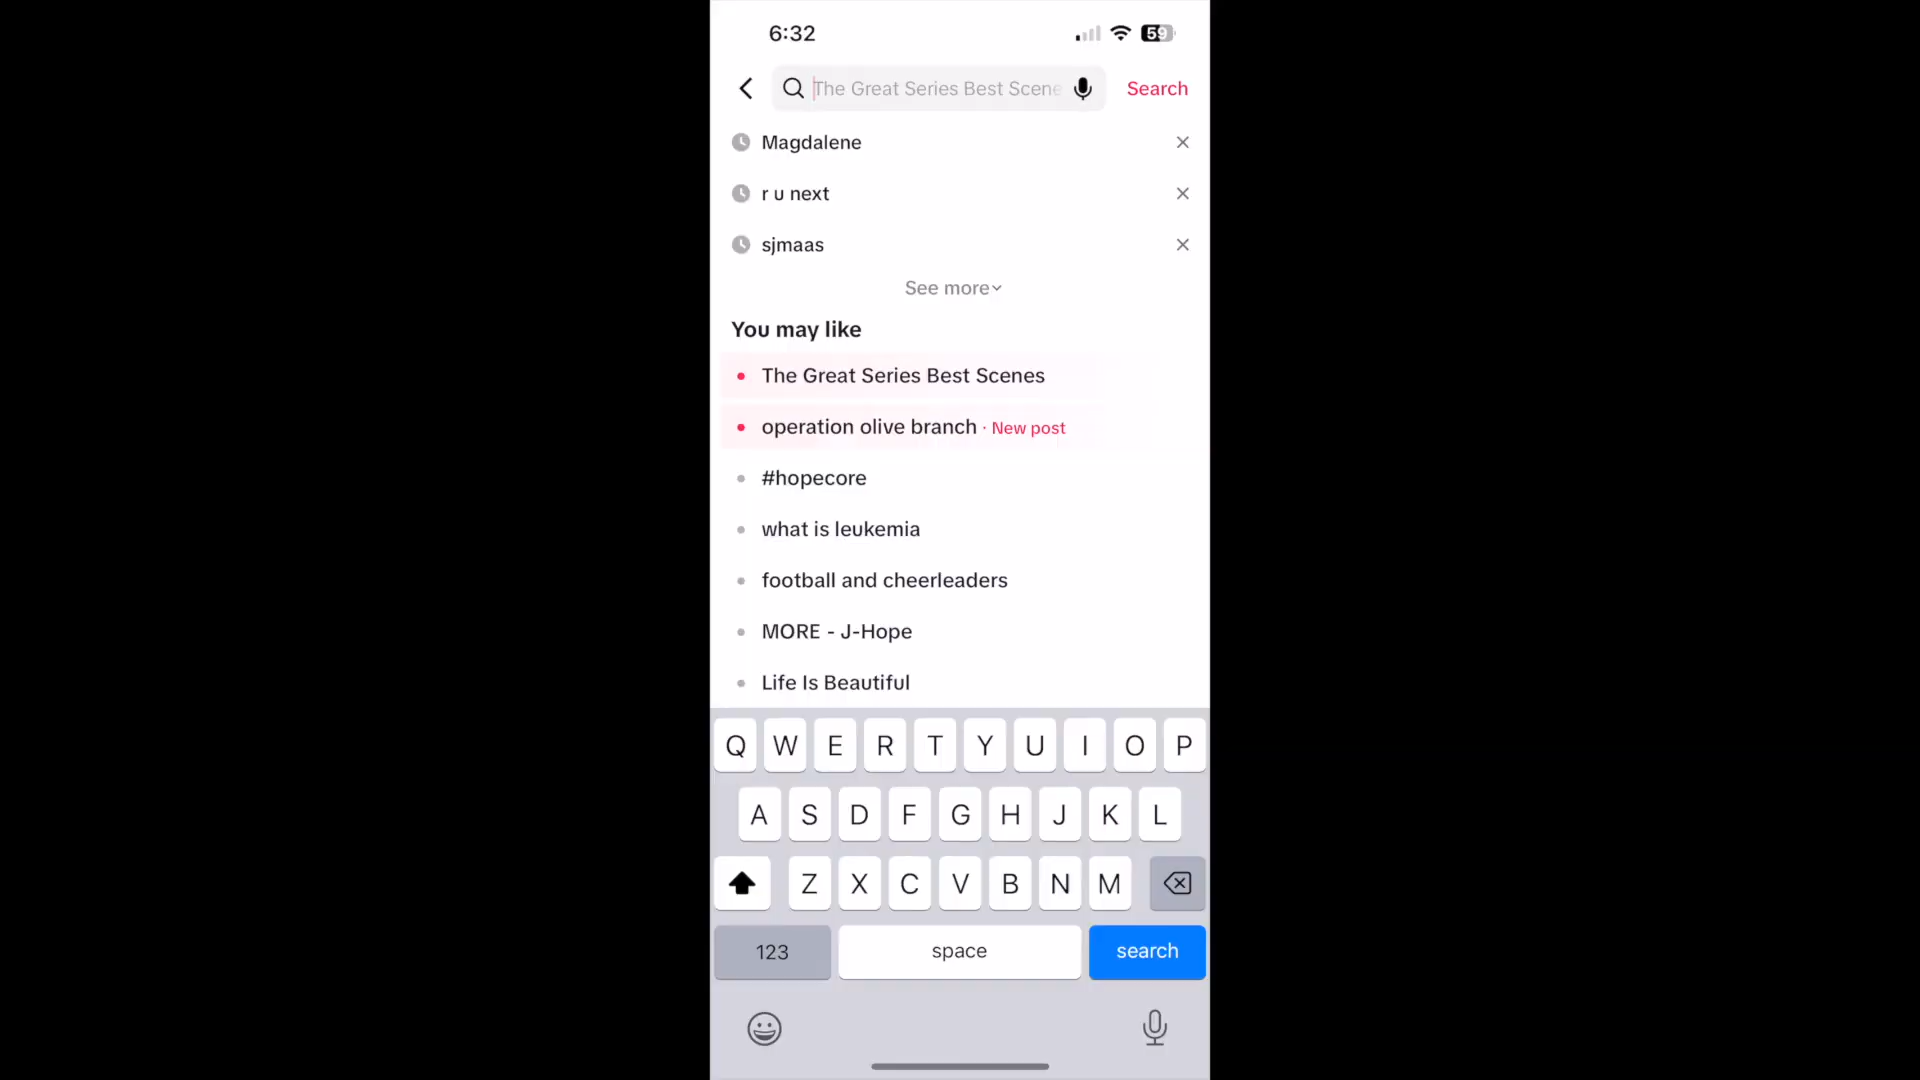 6:32
59
The Great Series Best Scene
Search
Magdalene
r u next
sjmaas
See more
You may like
The Great Series Best Scenes
operation olive branch · New post
#hopecore
what is leukemia
football and cheerleaders
MORE - J-Hope
Life Is Beautiful
Q W E R T Y U I O P
A S D F G H J K L
Z X C V B N M
123 space search